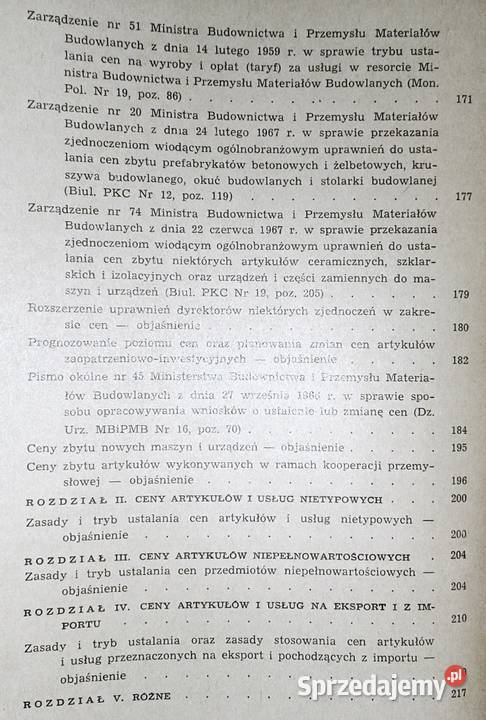 Zarządzenie nr 51 Ministra Budownictwa i Przemysłu Materiałów
Budowlanych z dnia 14 lutego 1959 r. w sprawie trybu usta-
lania cen na wyroby i opłat (taryf) za usługi w resorcie Mi-
nistra Budownictwa i Przemysłu Materiałów Budowlanych (Mon.
Pol. Nr 19, poz. 86) . . . . . . . . . . . 171
Zarządzenie nr 20 Ministra Budownictwa i Przemysłu Materiałów
Budowlanych z dnia 24 lutego 1967 r. w sprawie przekazania
zjednoczeniom wiodącym ogólnobranżowym uprawnień do usta-
lania cen zbytu prefabrykatów betonowych i żelbetowych, kru-
szywa budowlanego, okuć budowlanych i stolarki budowlanej
(Biul. PKC Nr 12, poz. 119) . . . . . . . . . 177
Zarządzenie nr 74 Ministra Budownictwa i Przemysłu Materiałów
Budowlanych z dnia 22 czerwca 1967 r. w sprawie przekazania
zjednoczeniom wiodącym ogólnobranżowym uprawnień do usta-
lania cen zbytu niektórych artykułów ceramicznych, szklar-
skich i izolacyjnych oraz urządzeń i części zamiennych do ma-
szyn i urządzeń (Biul. PKC Nr 19, poz. 205) . . . . . 179
Rozszerzenie uprawnień dyrektorów niektórych zjednoczeń w zakre-
sie cen — objaśnienie . . . . . . . . . . 180
Prognozowanie poziomu cen oraz planowania zmian cen artykułów
zaopatrzeniowo-inwestycyjnych — objaśnienie . . . . . 182
Pismo okólne nr 45 Ministerstwa Budownictwa i Przemysłu Materia-
łów Budowlanych z dnia 27 września 1966 r. w sprawie spo-
sobu opracowywania wniosków o ustalenie lub zmianę cen (Dz.
Urz. MBiPMB Nr 16, poz. 70) . . . . . . . . 184
Ceny zbytu nowych maszyn i urządzeń — objaśnienie . . . . 195
Ceny zbytu artykułów wykonywanych w ramach kooperacji przemy-
słowej — objaśnienie . . . . . . . . . . 196
ROZDZIAŁ II. CENY ARTYKUŁÓW I USŁUG NIETYPOWYCH . . . 200
Zasady i tryb ustalania cen artykułów i usług nietypowych —
objaśnienie . . . . . . . . . . . . 200
ROZDZIAŁ III. CENY ARTYKUŁÓW NIEPEŁNOWARTOŚCIOWYCH . 204
Zasady i tryb ustalania cen przedmiotów niepełnowartościowych —
objaśnienie . . . . . . . . . . . . 204
ROZDZIAŁ IV. CENY ARTYKUŁÓW I USŁUG NA EKSPORT I Z IM-
PORTU . . . . . . . . . . . . . . 210
Zasady i tryb ustalania oraz zasady stosowania cen artykułów
i usług przeznaczonych na eksport i pochodzących z importu —
objaśnienie . . . . . . . . . . . .
ROZDZIAŁ V. RÓŻNE . . . . . . . . . . 217
Sprzedajemy.pl